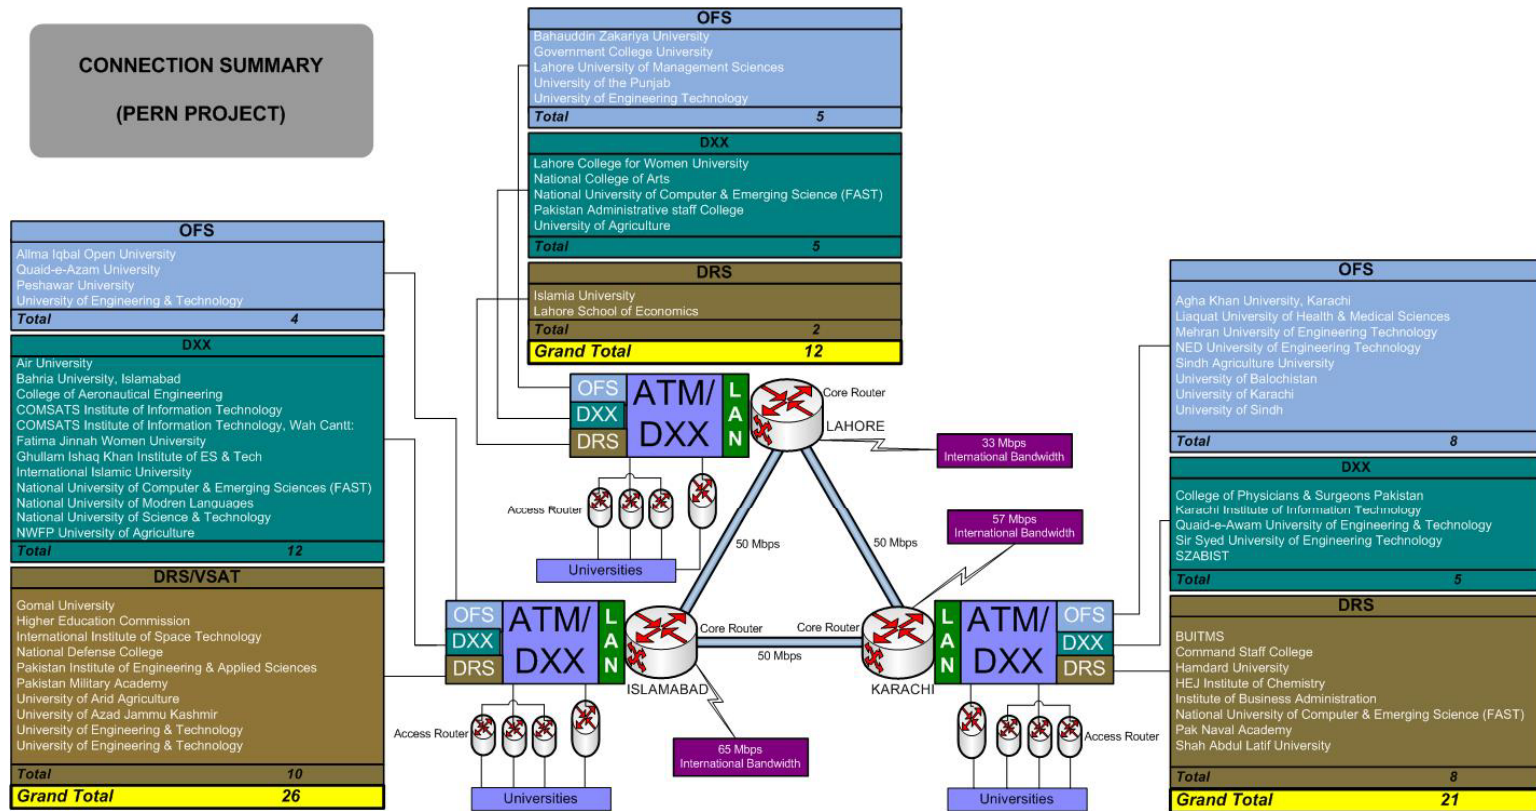 CONNECTION SUMMARY
(PERN PROJECT)
OFS
Bahauddin Zakariya University
Government College University
Lahore University of Management Sciences
University of the Punjab
University of Engineering Technology
Total 5
DXX
Lahore College for Women University
National College of Arts
National University of Computer & Emerging Science (FAST)
Pakistan Administrative staff College
University of Agriculture
Total 5
DRS
Islamia University
Lahore School of Economics
Total 2
Grand Total 12
OFS
Allma Iqbal Open University
Quaid-e-Azam University
Peshawar University
University of Engineering & Technology
Total 4
DXX
Air University
Bahria University, Islamabad
College of Aeronautical Engineering
COMSATS Institute of Information Technology
COMSATS Institute of Information Technology, Wah Cantt:
Fatima Jinnah Women University
Ghullam Ishaq Khan Institute of ES & Tech
International Islamic University
National University of Computer & Emerging Sciences (FAST)
National University of Modren Languages
National University of Science & Technology
NWFP University of Agriculture
Total 12
DRS/VSAT
Gomal University
Higher Education Commission
International Institute of Space Technology
National Defense College
Pakistan Institute of Engineering & Applied Sciences
Pakistan Military Academy
University of Arid Agriculture
University of Azad Jammu Kashmir
University of Engineering & Technology
University of Engineering & Technology
Total 10
Grand Total 26
OFS
Agha Khan University, Karachi
Liaquat University of Health & Medical Sciences
Mehran University of Engineering Technology
NED University of Engineering Technology
Sindh Agriculture University
University of Balochistan
University of Karachi
University of Sindh
Total 8
DXX
College of Physicians & Surgeons Pakistan
Karachi Institute of Information Technology
Quaid-e-Awam University of Engineering & Technology
Sir Syed University of Engineering Technology
SZABIST
Total 5
DRS
BUITMS
Command Staff College
Hamdard University
HEJ Institute of Chemistry
Institute of Business Administration
National University of Computer & Emerging Science (FAST)
Pak Naval Academy
Shah Abdul Latif University
Total 8
Grand Total 21
OFS
DXX
DRS
ATM/
DXX
LAN
Core Router
LAHORE
33 Mbps
International Bandwidth
Access Router
Universities
50 Mbps
50 Mbps
57 Mbps
International Bandwidth
OFS
DXX
DRS
ATM/
DXX
LAN
Core Router
ISLAMABAD
50 Mbps
Core Router
KARACHI
LAN
ATM/
DXX
OFS
DXX
DRS
Access Router
Universities
65 Mbps
International Bandwidth
Access Router
Universities